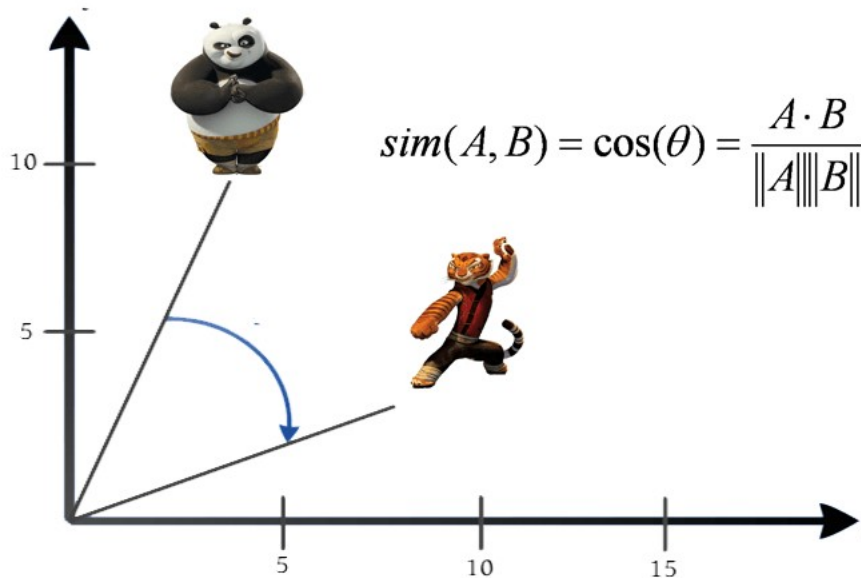 sim(A, B) = cos(θ) = A · B / ||A||||B||
10
5
5 10 15